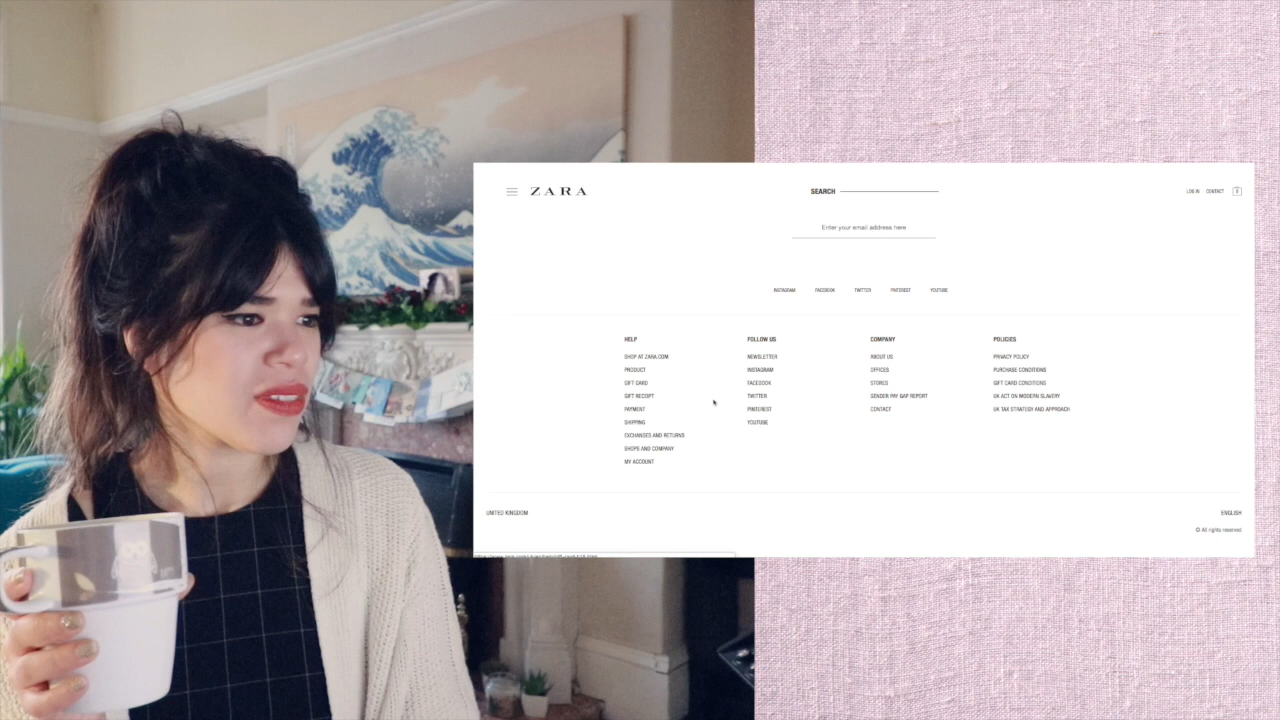 ZARA
SEARCH
LOG IN CONTACT 0
Enter your email address here
INSTAGRAM FACEBOOK TWITTER PINTEREST YOUTUBE
HELP
SHOP AT ZARA.COM
PRODUCT
GIFT CARD
GIFT RECEIPT
PAYMENT
SHIPPING
EXCHANGES AND RETURNS
SHOPS AND COMPANY
MY ACCOUNT
FOLLOW US
NEWSLETTER
INSTAGRAM
FACEBOOK
TWITTER
PINTEREST
YOUTUBE
COMPANY
ABOUT US
OFFICES
STORES
GENDER PAY GAP REPORT
CONTACT
POLICIES
PRIVACY POLICY
PURCHASE CONDITIONS
GIFT CARD CONDITIONS
UK ACT ON MODERN SLAVERY
UK TAX STRATEGY AND APPROACH
UNITED KINGDOM
ENGLISH
© All rights reserved